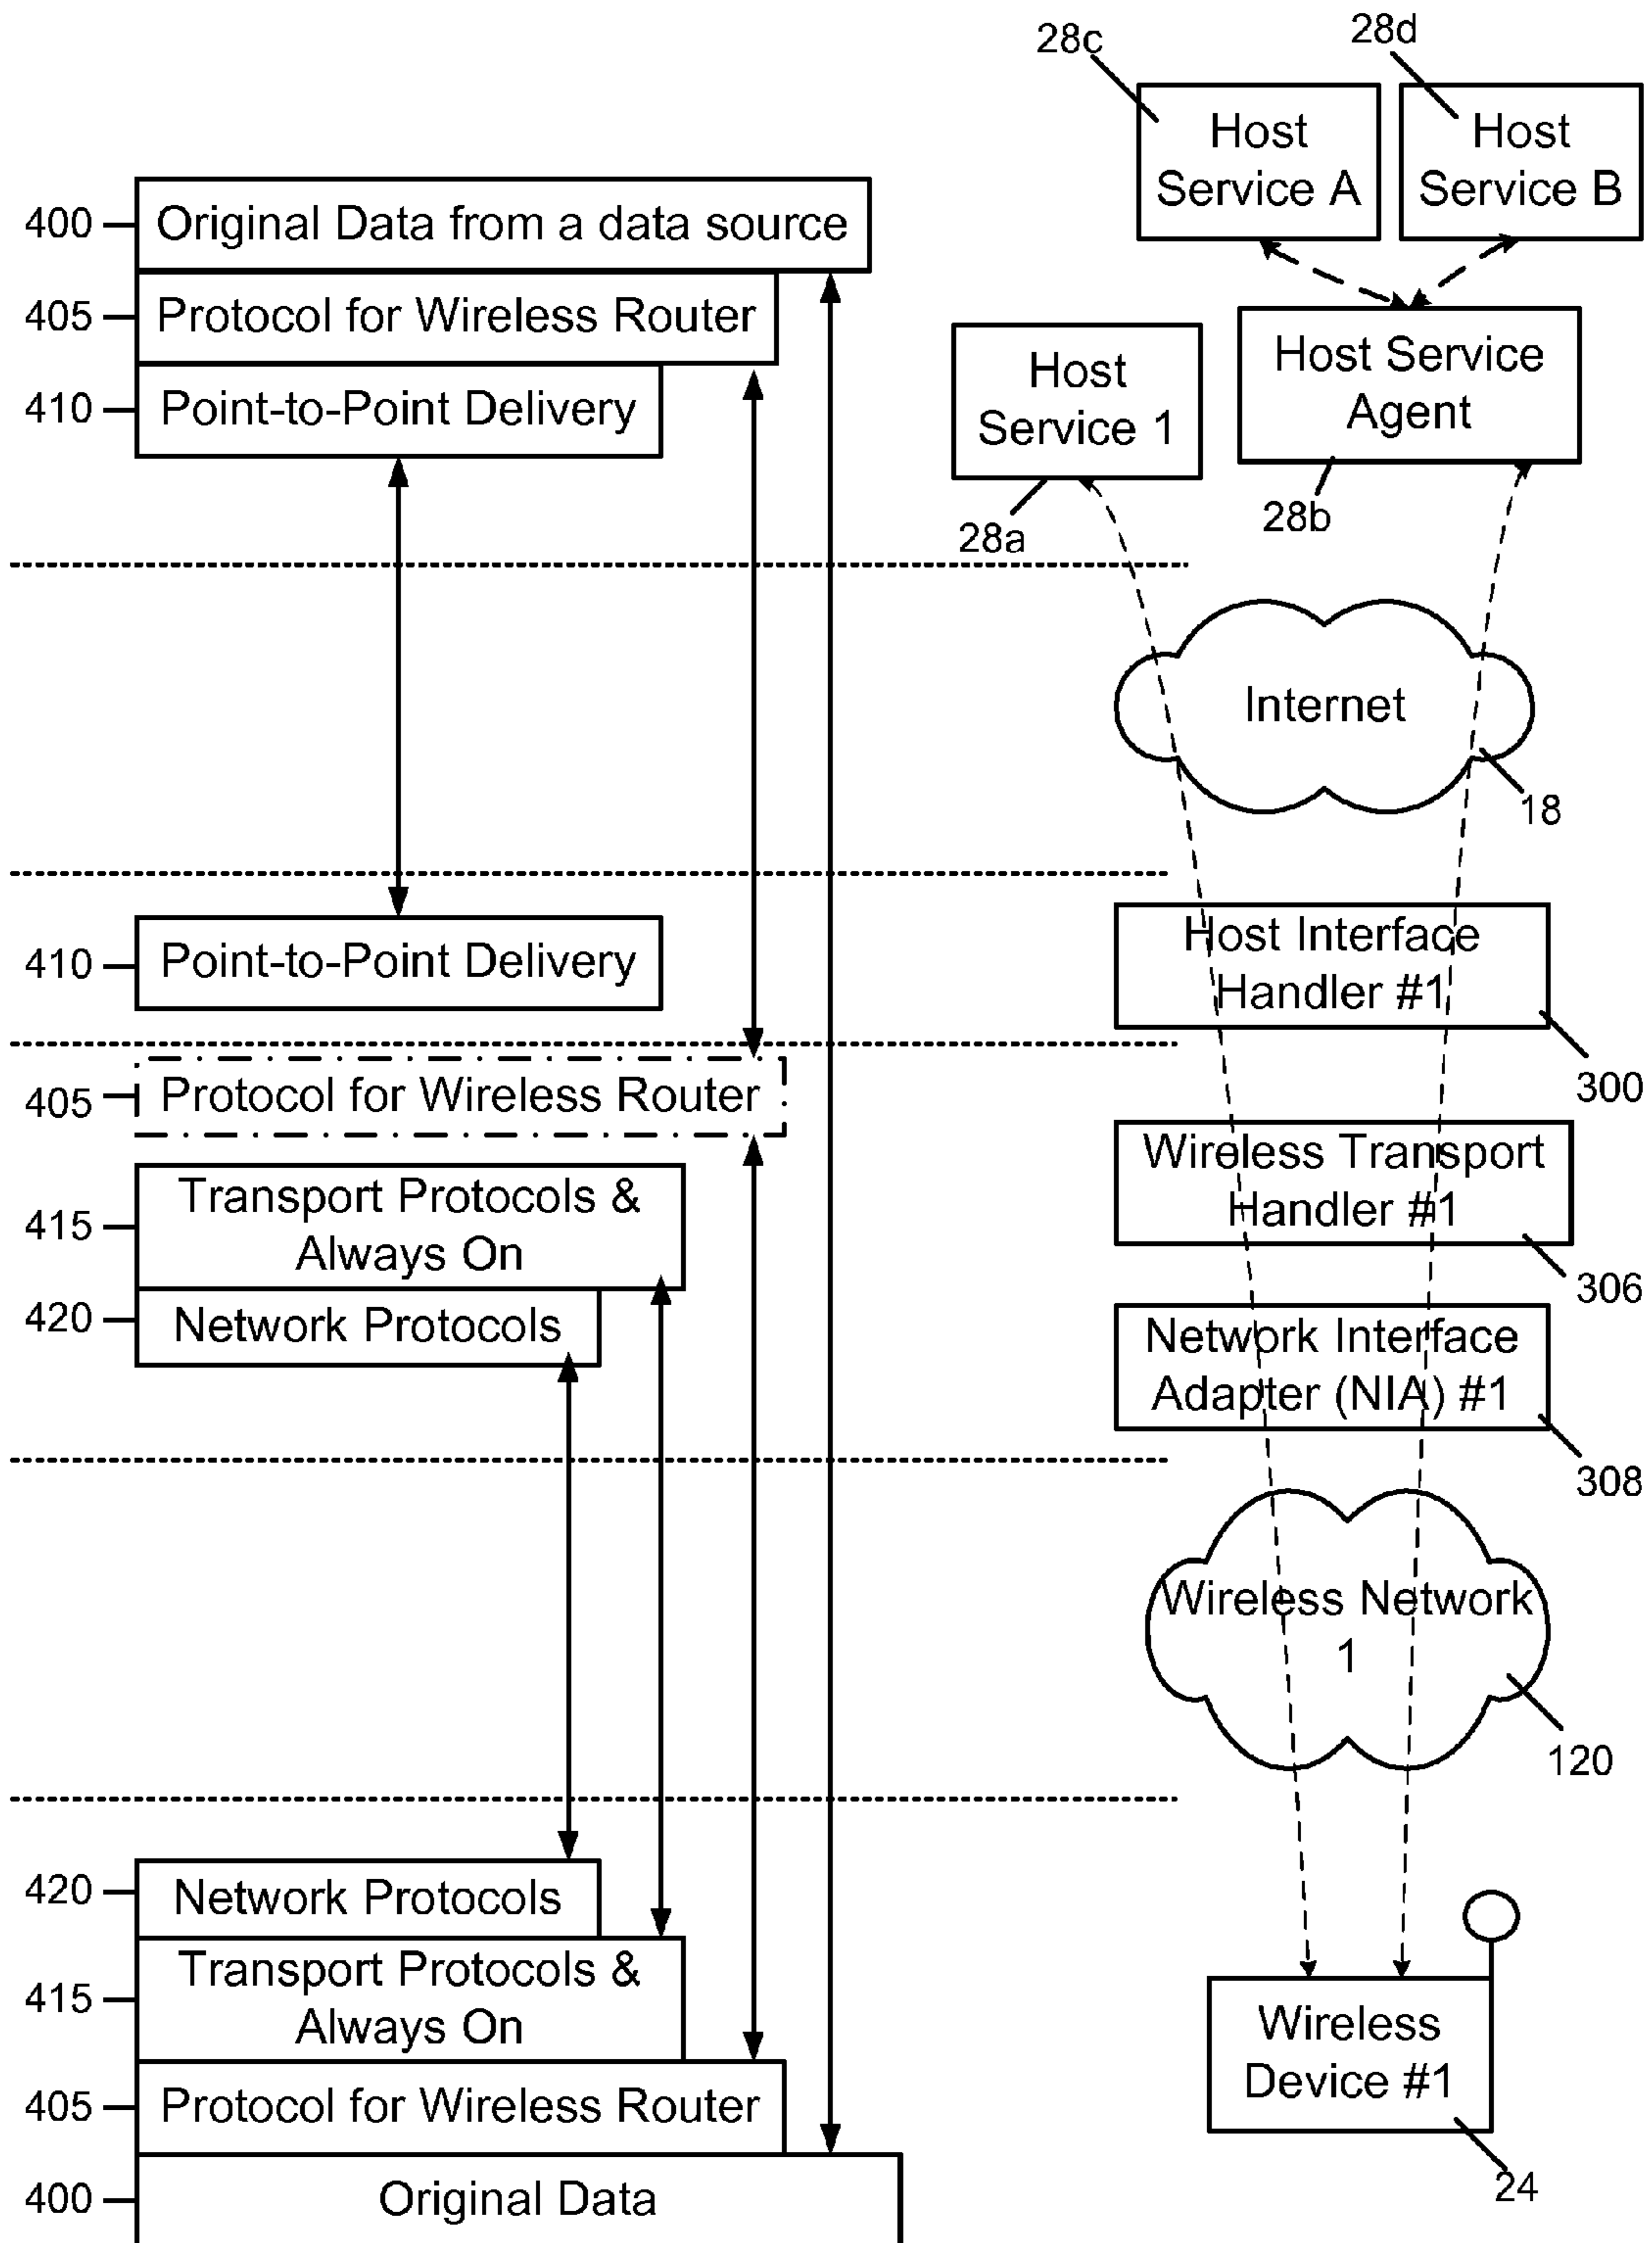 28c
28d
Host
Service A
Host
Service B
400
Original Data from a data source
405
Protocol for Wireless Router
410
Point-to-Point Delivery
Host
Service 1
Host Service
Agent
28a
28b
Internet
18
410
Point-to-Point Delivery
Host Interface
Handler #1
300
405
Protocol for Wireless Router
Wireless Transport
Handler #1
306
415
Transport Protocols &
Always On
420
Network Protocols
Network Interface
Adapter (NIA) #1
308
Wireless Network
1
120
420
Network Protocols
415
Transport Protocols &
Always On
405
Protocol for Wireless Router
400
Original Data
Wireless
Device #1
24